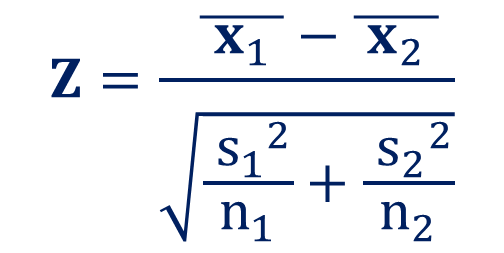 z = (x̄₁ − x̄₂) / √(s₁²/n₁ + s₂²/n₂)